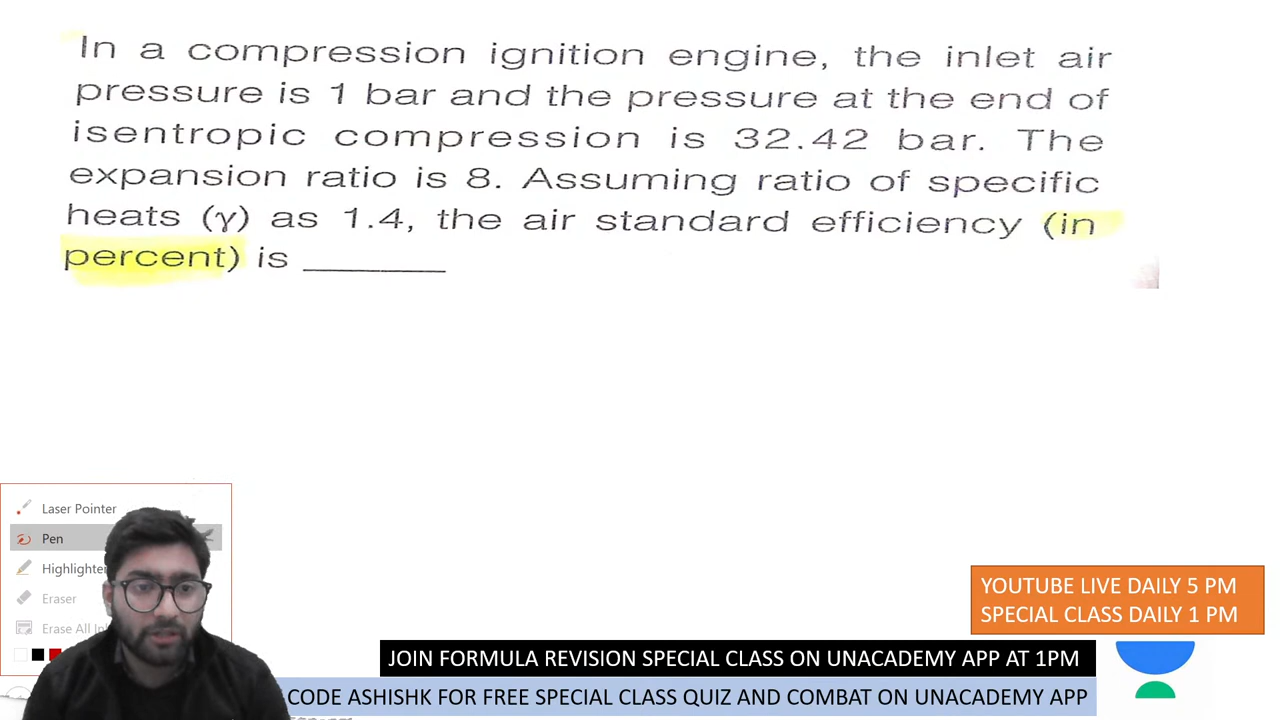 In a compression ignition engine, the inlet air
pressure is 1 bar and the pressure at the end of
isentropic compression is 32.42 bar. The
expansion ratio is 8. Assuming ratio of specific
heats (γ) as 1.4, the air standard efficiency (in
percent) is ________
Laser Pointer
Pen
Highlighter
Eraser
Erase All
YOUTUBE LIVE DAILY 5 PM
SPECIAL CLASS DAILY 1 PM
JOIN FORMULA REVISION SPECIAL CLASS ON UNACADEMY APP AT 1PM
CODE ASHISHK FOR FREE SPECIAL CLASS QUIZ AND COMBAT ON UNACADEMY APP